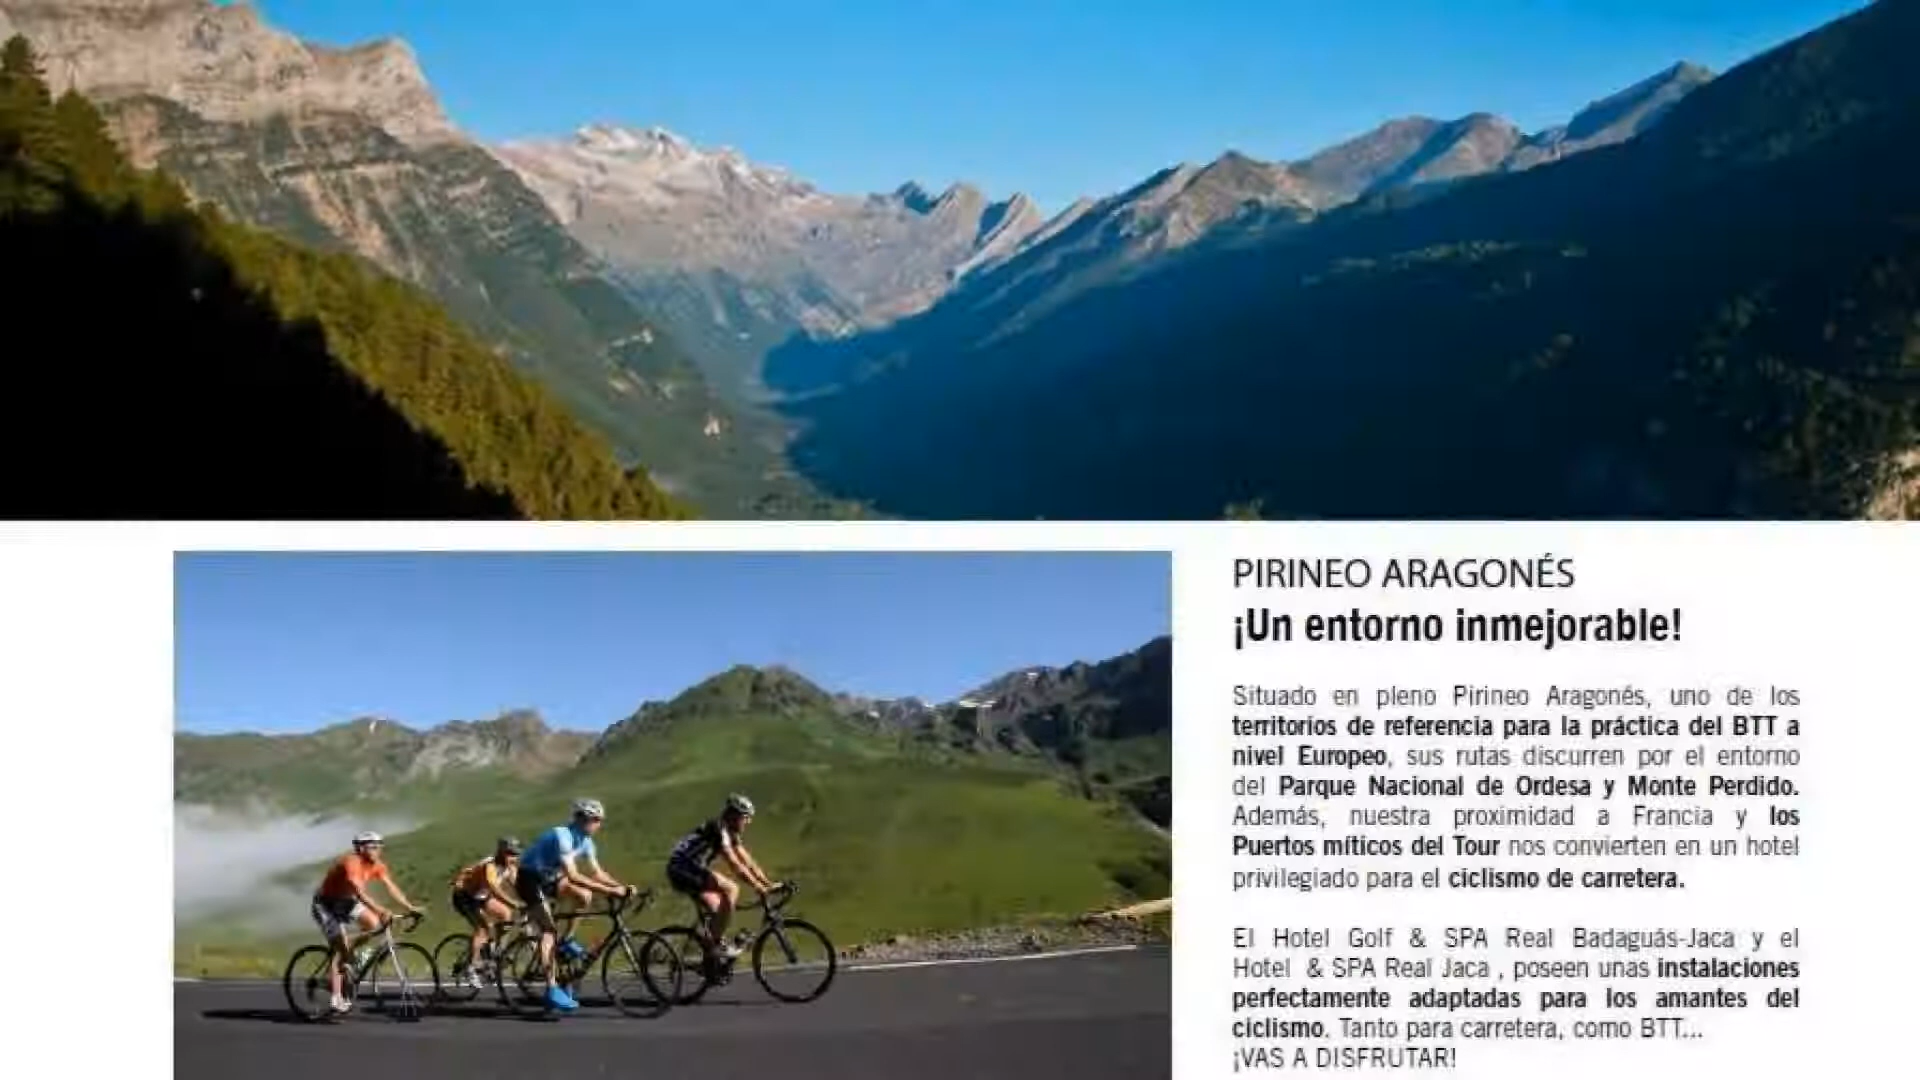 PIRINEO ARAGONÉS
¡Un entorno inmejorable!
Situado en pleno Pirineo Aragonés, uno de los
territorios de referencia para la práctica del BTT a
nivel Europeo, sus rutas discurren por el entorno
del Parque Nacional de Ordesa y Monte Perdido.
Además, nuestra proximidad a Francia y los
Puertos míticos del Tour nos convierten en un hotel
privilegiado para el ciclismo de carretera.
El Hotel Golf & SPA Real Badaguás-Jaca y el
Hotel & SPA Real Jaca , poseen unas instalaciones
perfectamente adaptadas para los amantes del
ciclismo. Tanto para carretera, como BTT...
¡VAS A DISFRUTAR!